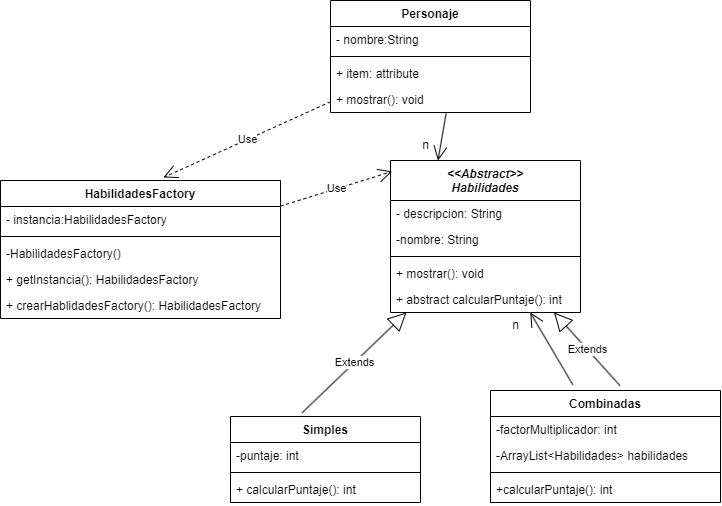 Personaje
- nombre:String
+ item: attribute
+ mostrar(): void
Use
n
HabilidadesFactory
- instancia:HabilidadesFactory
-HabilidadesFactory()
+ getInstancia(): HabilidadesFactory
+ crearHablidadesFactory(): HabilidadesFactory
Use
<<Abstract>>
Habilidades
- descripcion: String
-nombre: String
+ mostrar(): void
+ abstract calcularPuntaje(): int
Extends
n
Extends
Simples
-puntaje: int
+ calcularPuntaje(): int
Combinadas
-factorMultiplicador: int
-ArrayList<Habilidades> habilidades
+calcularPuntaje(): int